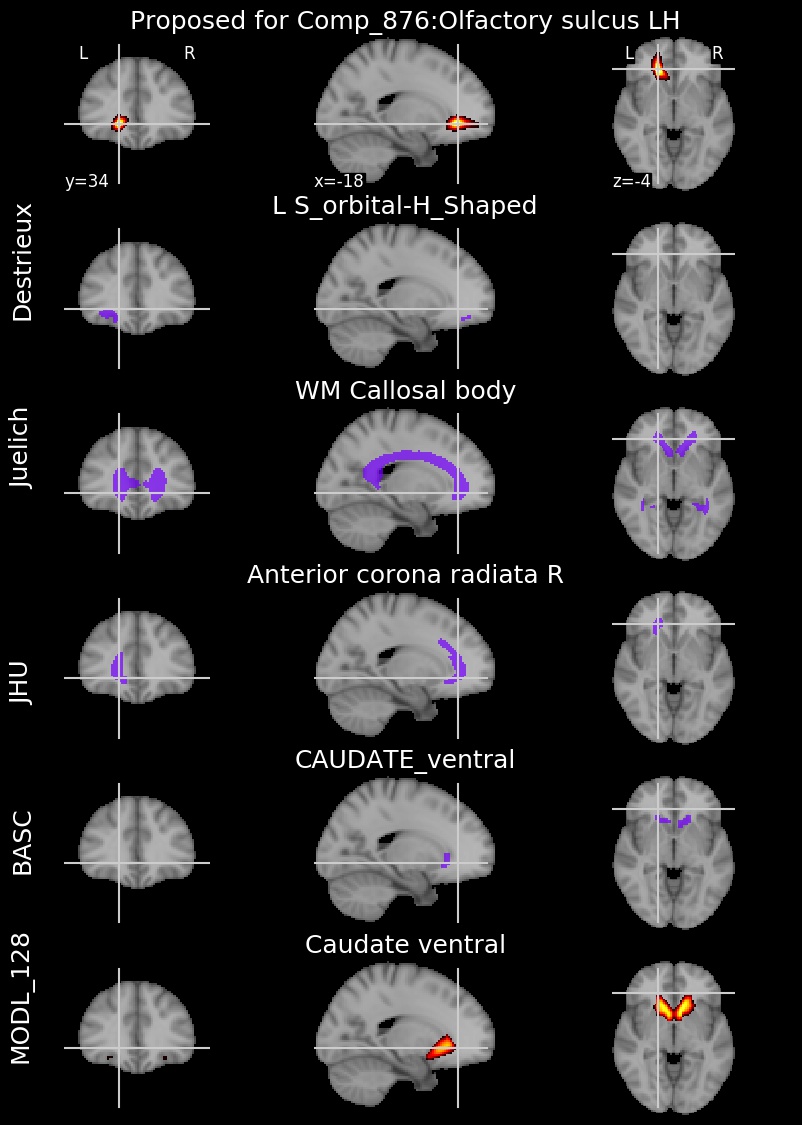 Proposed for Comp_876:Olfactory sulcus LH
L R L R
y=34 x=-18 z=-4
L S_orbital-H_Shaped
Destrieux
WM Callosal body
Juelich
Anterior corona radiata R
JHU
CAUDATE_ventral
BASC
Caudate ventral
MODL_128